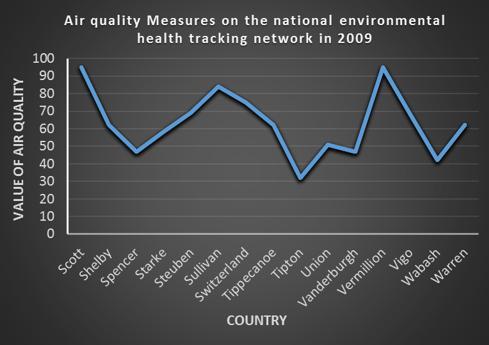 Air quality Measures on the national environmental
health tracking network in 2009
VALUE OF AIR QUALITY
100
90
80
70
60
50
40
30
20
10
0
Scott
Shelby
Spencer
Starke
Steuben
Sullivan
Switzerland
Tippecanoe
Tipton
Union
Vanderburgh
Vermillion
Vigo
Wabash
Warren
COUNTRY